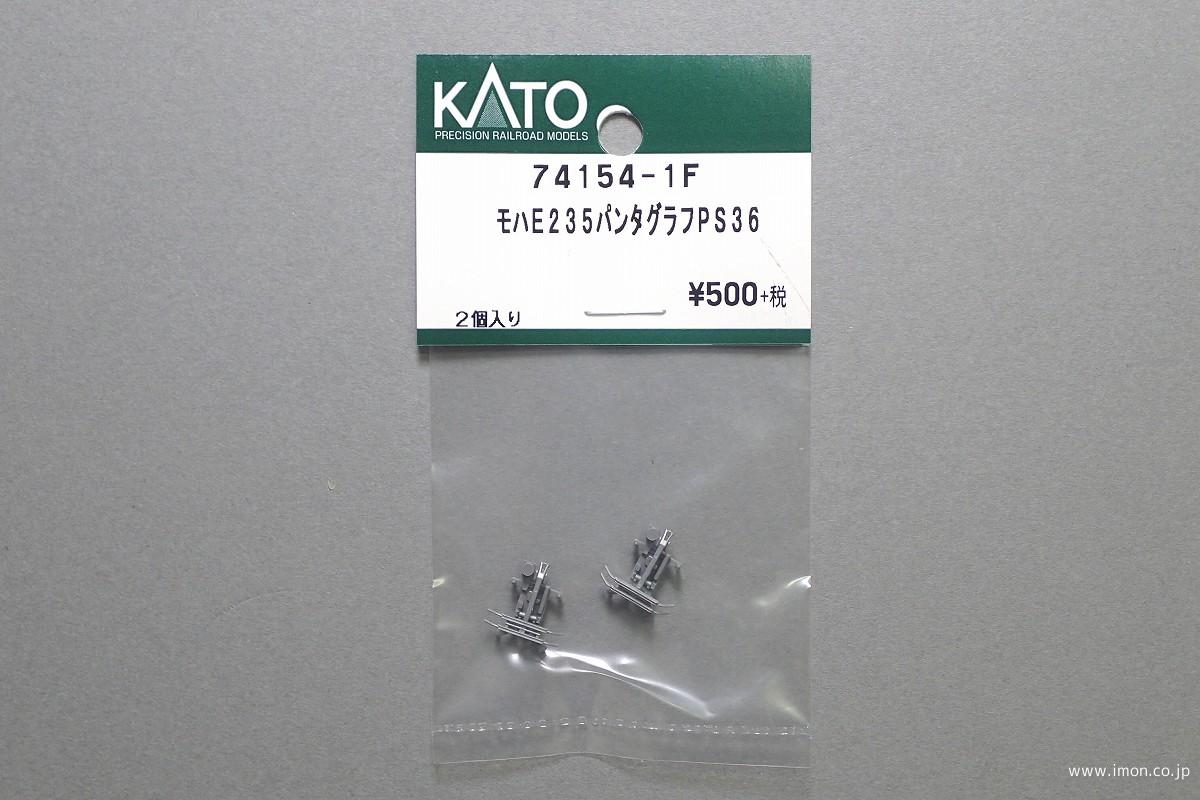 KATO
PRECISION RAILROAD MODELS
74154-1F
モハE235パンタグラフPS36
¥500+税
2個入り
www.imon.co.jp